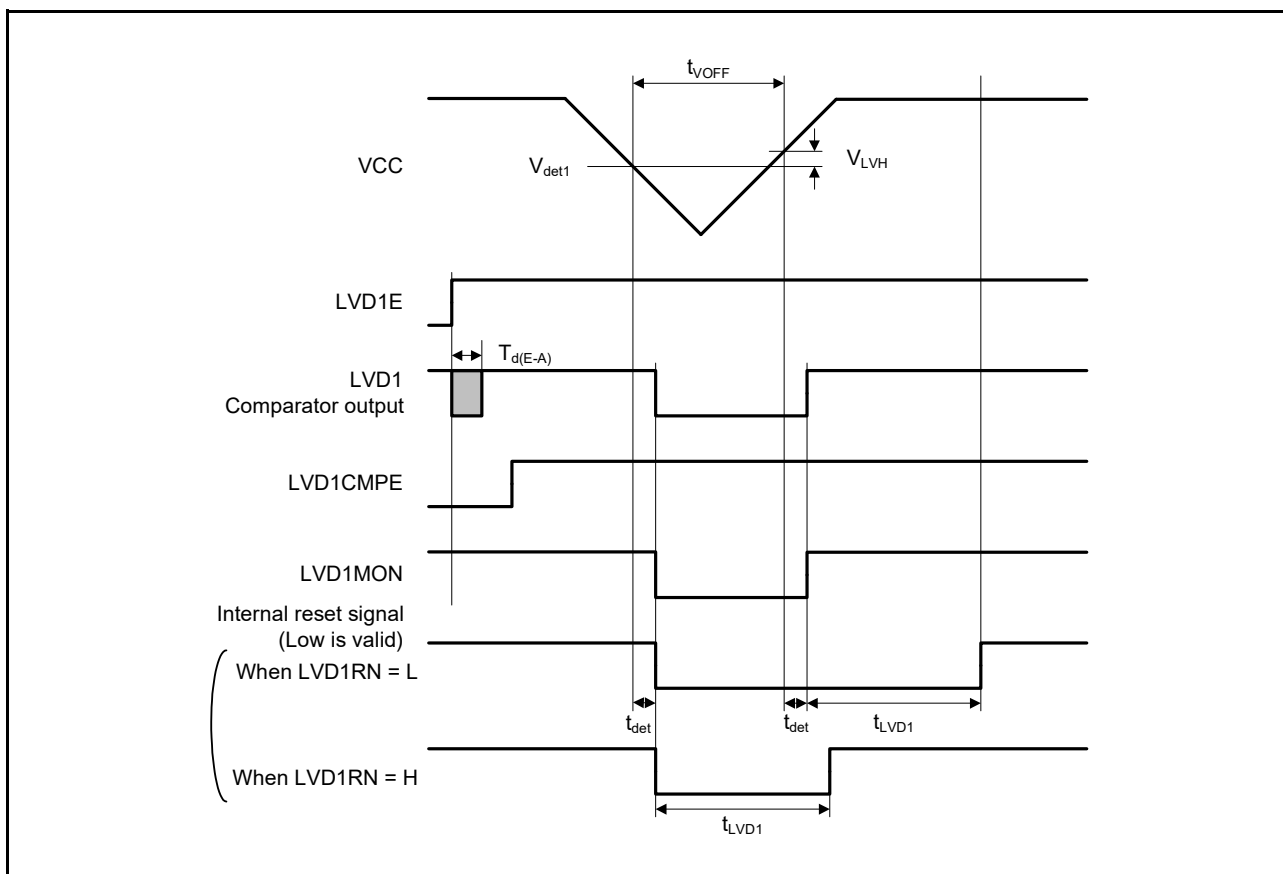 tVOFF
VCC
Vdet1
VLVH
LVD1E
Td(E-A)
LVD1
Comparator output
LVD1CMPE
LVD1MON
Internal reset signal
(Low is valid)
When LVD1RN = L
tdet
tdet
tLVD1
When LVD1RN = H
tLVD1